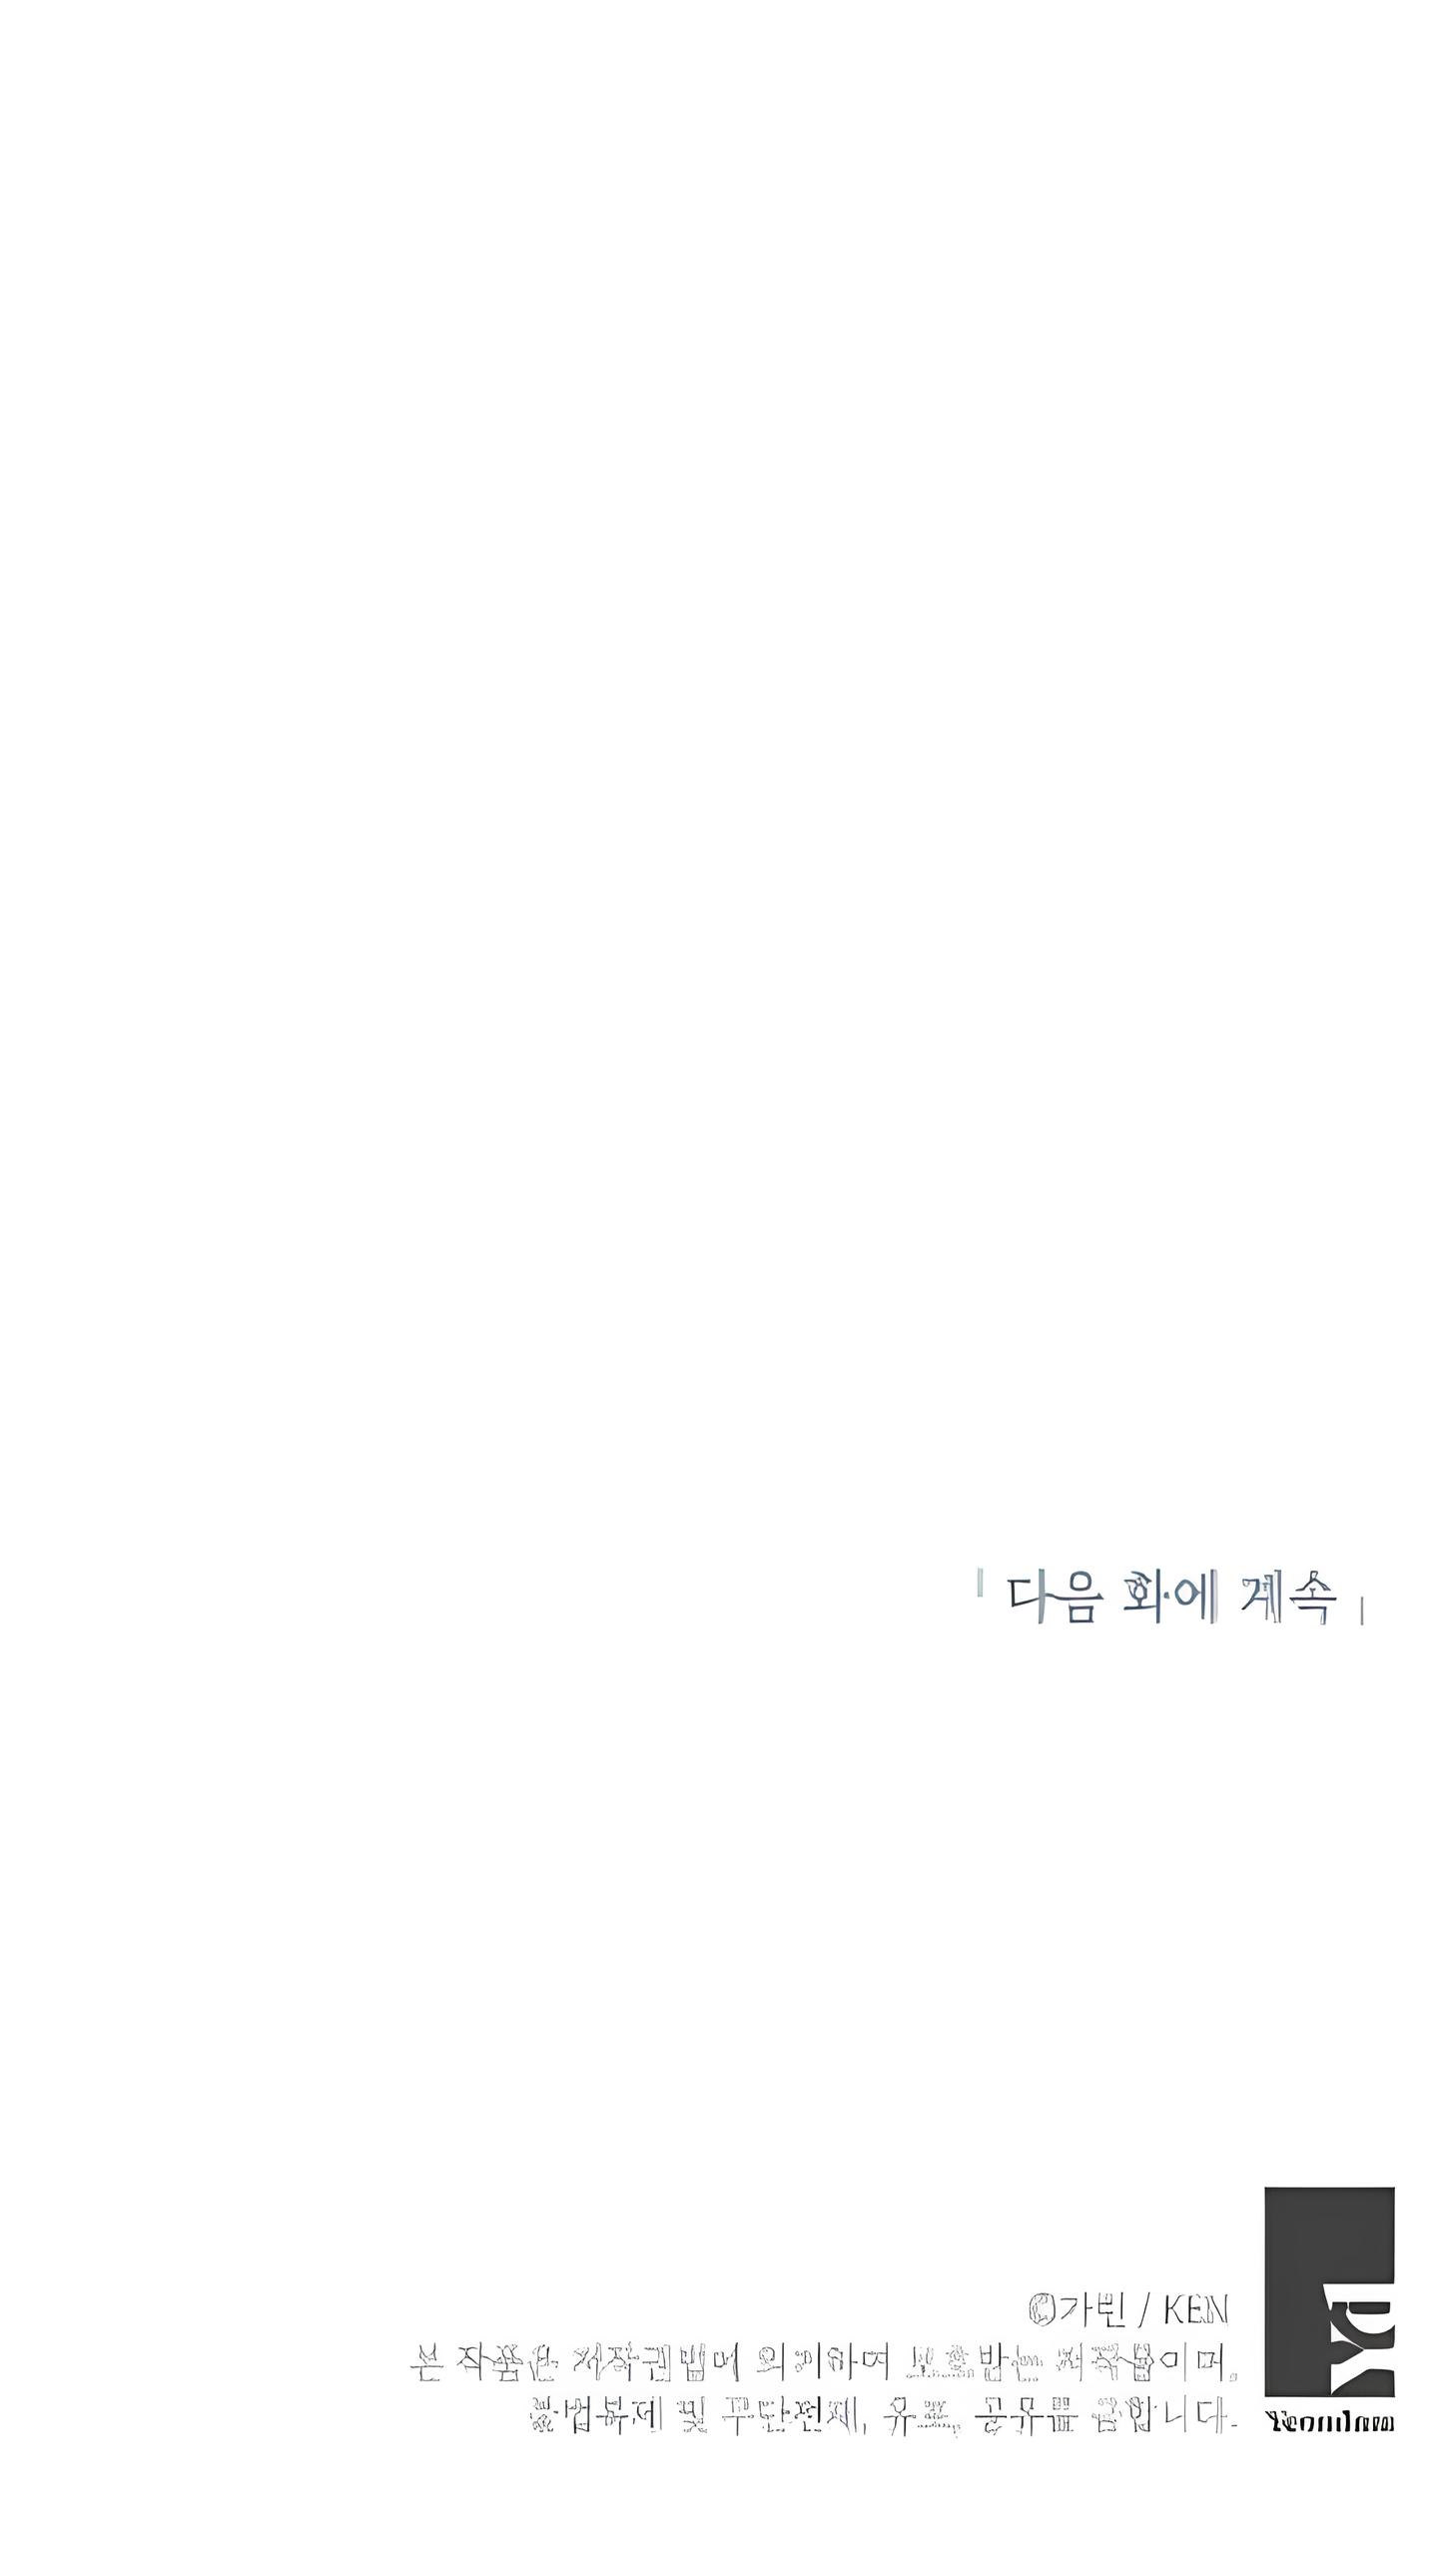 「다음 화에 계속」
©가빈 / KEN
본 작품은 저작권법에 의하여 보호받는 저작물이며,
불법복제 및 무단전재, 유포, 공유를 금합니다.
Yd
Yeondam